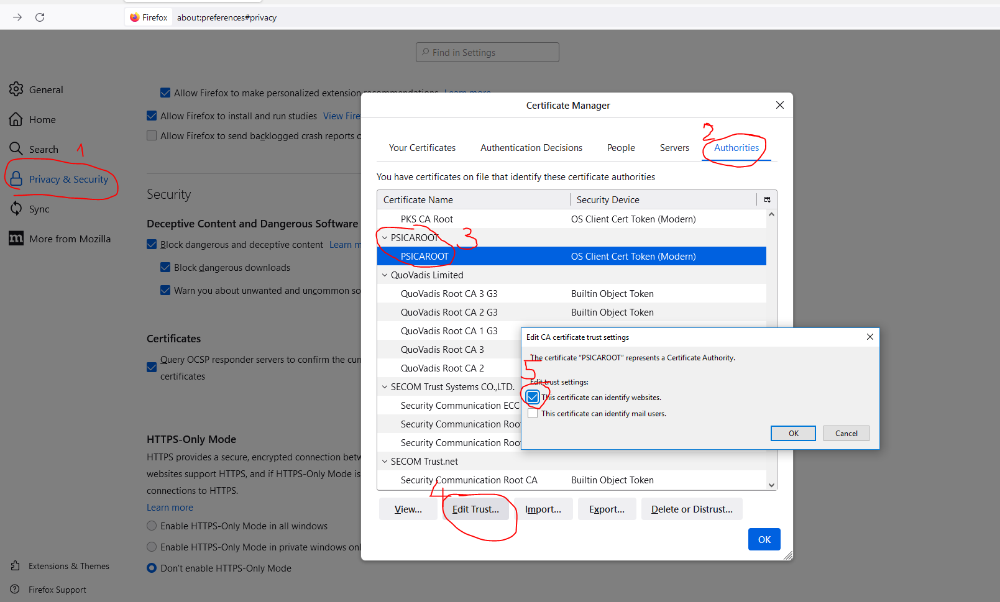 Firefox about:preferences#privacy
Find in Settings
General
Home
Search 1
Privacy & Security
Sync
More from Mozilla
Extensions & Themes
Firefox Support
Allow Firefox to make personalized extension recommendations Learn more
Allow Firefox to install and run studies View Fire
Allow Firefox to send backlogged crash reports o
Security
Deceptive Content and Dangerous Software
Block dangerous and deceptive content Learn m
Block dangerous downloads
Warn you about unwanted and uncommon so
Certificates
Query OCSP responder servers to confirm the cur
certificates
HTTPS-Only Mode
HTTPS provides a secure, encrypted connection betw
websites support HTTPS, and if HTTPS-Only Mode is
connections to HTTPS.
Learn more
Enable HTTPS-Only Mode in all windows
Enable HTTPS-Only Mode in private windows onl
Don't enable HTTPS-Only Mode
Certificate Manager
2
Your Certificates Authentication Decisions People Servers Authorities
You have certificates on file that identify these certificate authorities
Certificate Name Security Device
PKS CA Root OS Client Cert Token (Modern)
PSICAROOT 3
PSICAROOT OS Client Cert Token (Modern)
QuoVadis Limited
QuoVadis Root CA 3 G3 Builtin Object Token
QuoVadis Root CA 2 G3 Builtin Object Token
QuoVadis Root CA 1 G3
QuoVadis Root CA 3
QuoVadis Root CA 2
SECOM Trust Systems CO.,LTD.
Security Communication ECC
Security Communication Roo
Security Communication Roo
SECOM Trust.net
Security Communication Root CA Builtin Object Token
4
View... Edit Trust... Import... Export... Delete or Distrust...
OK
Edit CA certificate trust settings
The certificate "PSICAROOT" represents a Certificate Authority.
5
Edit trust settings:
This certificate can identify websites.
This certificate can identify mail users.
OK Cancel